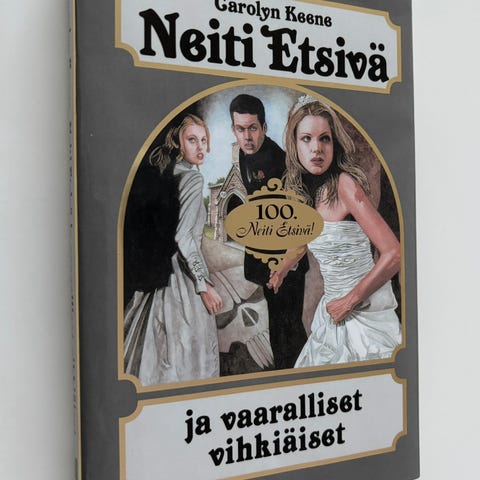 Carolyn Keene
Neiti Etsivä
100.
Neiti Etsivä!
ja vaaralliset
vihkiäiset